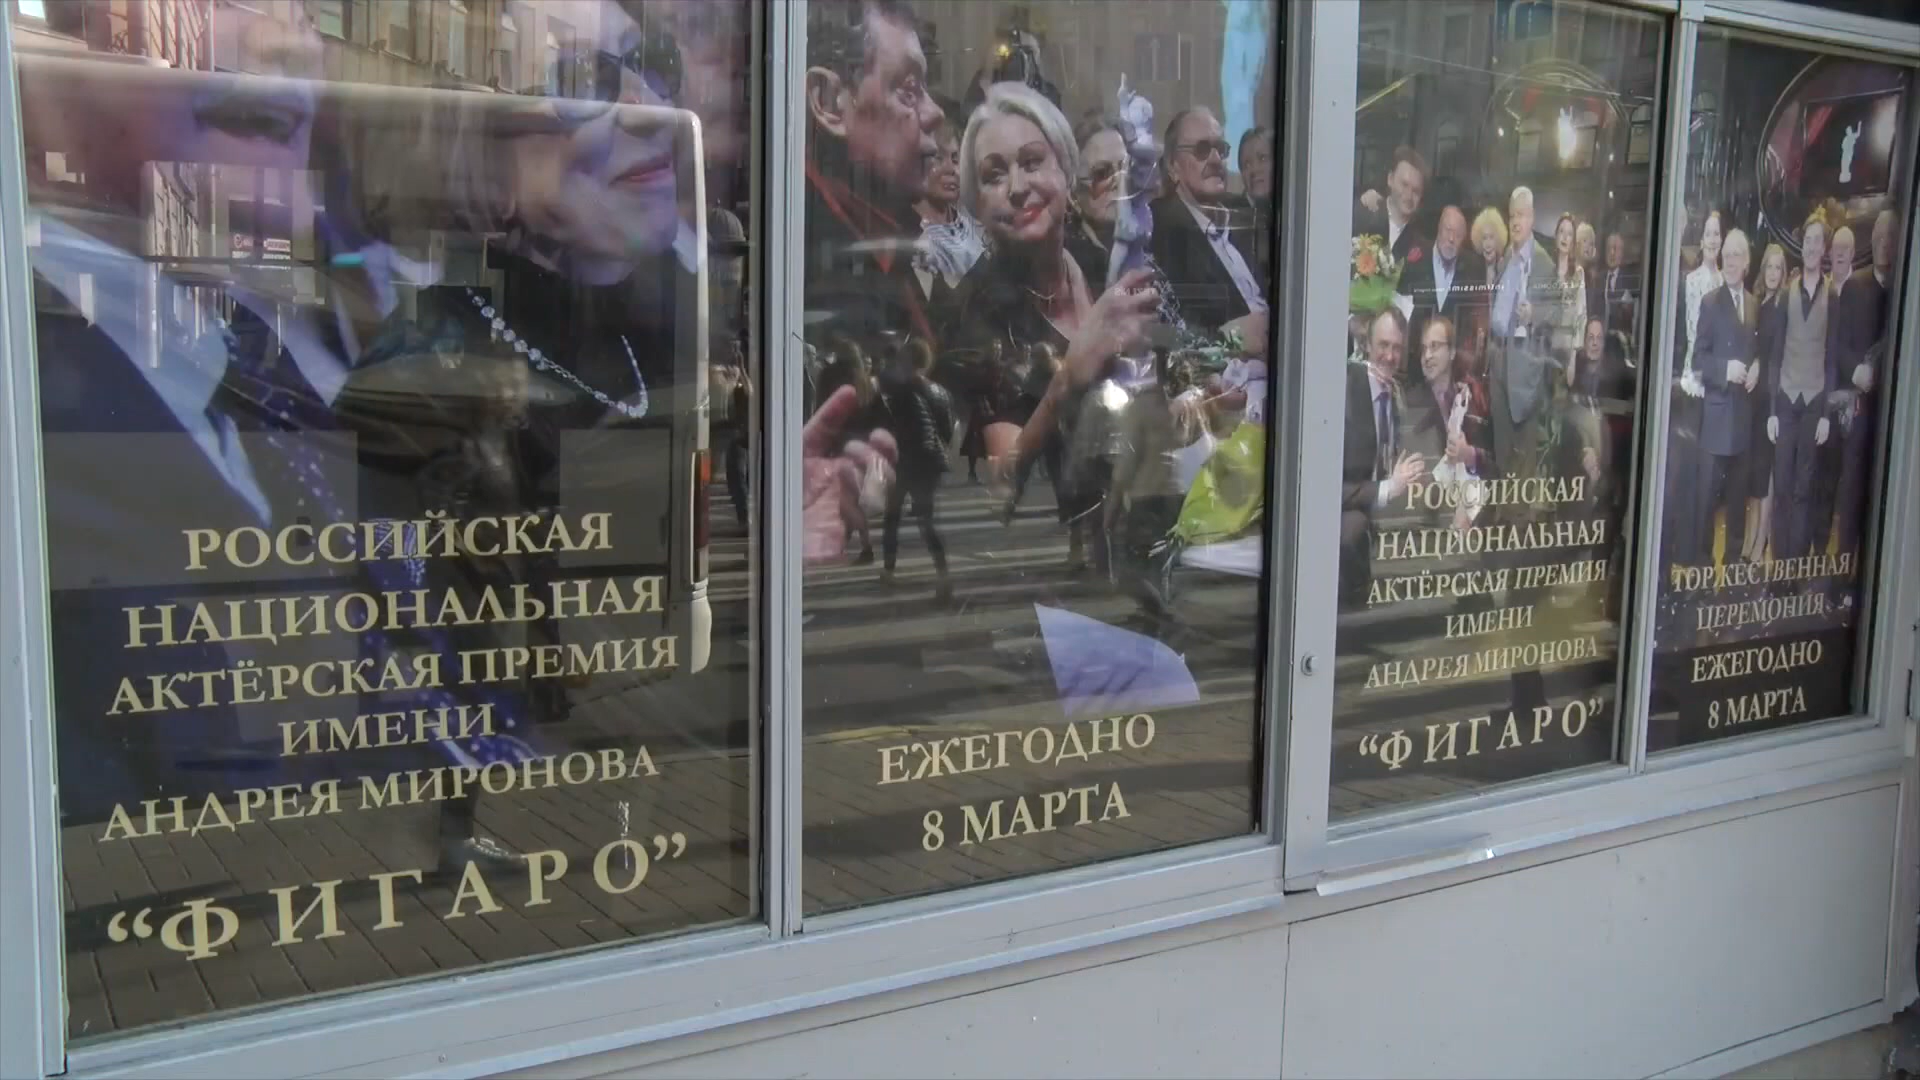 РОССИЙСКАЯ
НАЦИОНАЛЬНАЯ
АКТЁРСКАЯ ПРЕМИЯ
ИМЕНИ
АНДРЕЯ МИРОНОВА
“ФИГАРО”
ЕЖЕГОДНО
8 МАРТА
РОССИЙСКАЯ
НАЦИОНАЛЬНАЯ
АКТЁРСКАЯ ПРЕМИЯ
ИМЕНИ
АНДРЕЯ МИРОНОВА
“ФИГАРО”
ТОРЖЕСТВЕННАЯ
ЦЕРЕМОНИЯ
ЕЖЕГОДНО
8 МАРТА